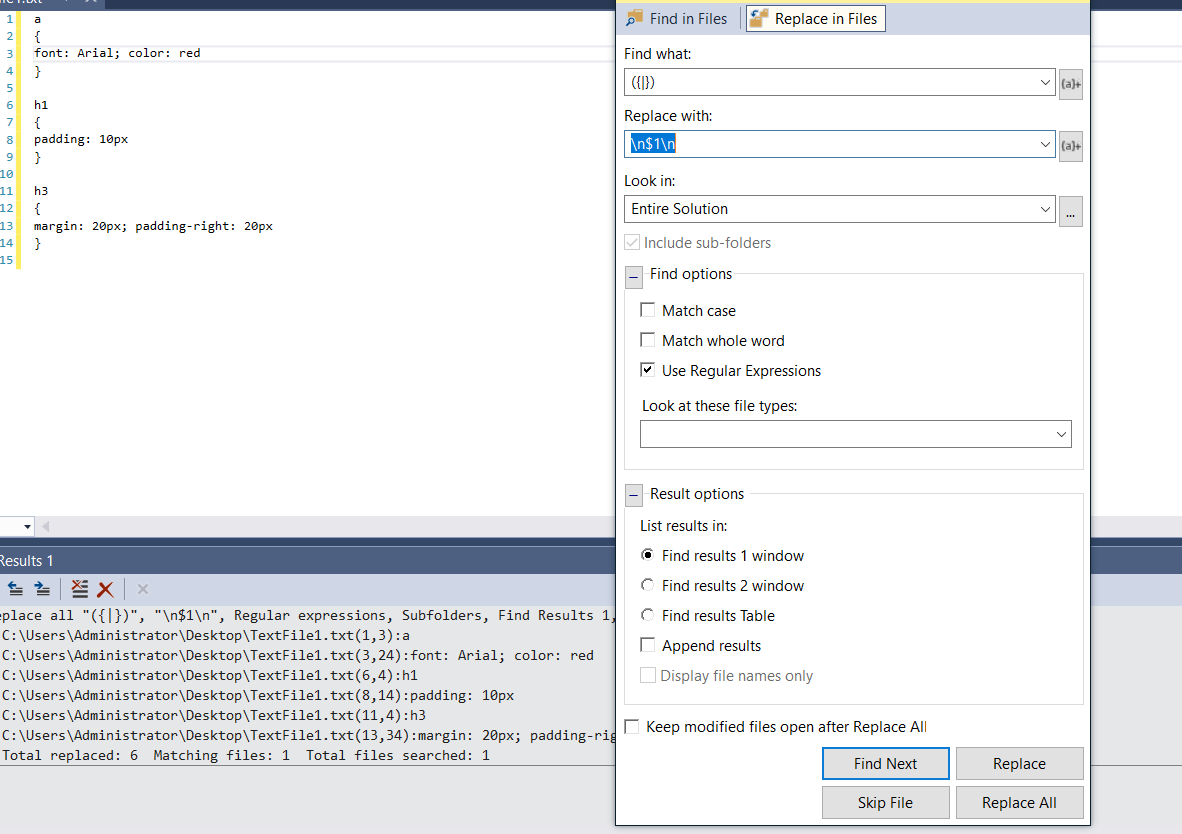 1 a
2 {
3 font: Arial; color: red
4 }
5
6 h1
7 {
8 padding: 10px
9 }
10
11 h3
12 {
13 margin: 20px; padding-right: 20px
14 }
15
Find in Files Replace in Files
Find what:
({|})
(a)+
Replace with:
\n$1\n
(a)+
Look in:
Entire Solution
...
Include sub-folders
Find options
Match case
Match whole word
Use Regular Expressions
Look at these file types:
Result options
List results in:
Find results 1 window
Find results 2 window
Find results Table
Append results
Display file names only
Keep modified files open after Replace All
Find Next Replace
Skip File Replace All
Results 1
eplace all "({|})", "\n$1\n", Regular expressions, Subfolders, Find Results 1,
C:\Users\Administrator\Desktop\TextFile1.txt(1,3):a
C:\Users\Administrator\Desktop\TextFile1.txt(3,24):font: Arial; color: red
C:\Users\Administrator\Desktop\TextFile1.txt(6,4):h1
C:\Users\Administrator\Desktop\TextFile1.txt(8,14):padding: 10px
C:\Users\Administrator\Desktop\TextFile1.txt(11,4):h3
C:\Users\Administrator\Desktop\TextFile1.txt(13,34):margin: 20px; padding-rig
Total replaced: 6 Matching files: 1 Total files searched: 1